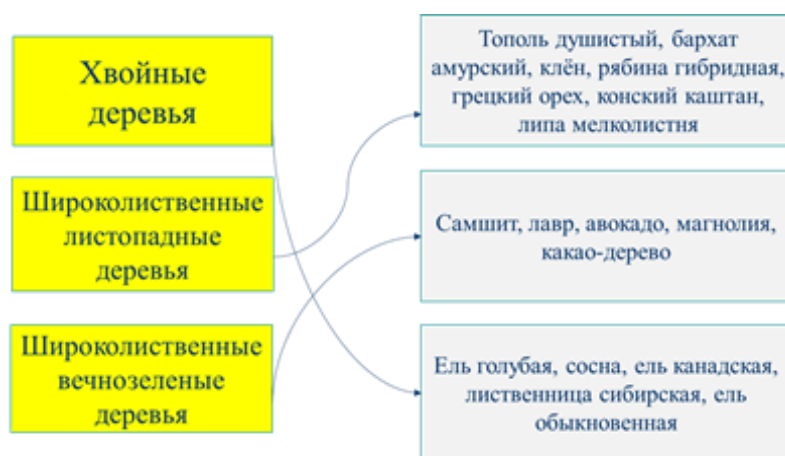 Хвойные
деревья
Широколиственные
листопадные
деревья
Широколиственные
вечнозеленые
деревья
Тополь душистый, бархат
амурский, клён, рябина гибридная,
грецкий орех, конский каштан,
липа мелколистня
Самшит, лавр, авокадо, магнолия,
какао-дерево
Ель голубая, сосна, ель канадская,
лиственница сибирская, ель
обыкновенная